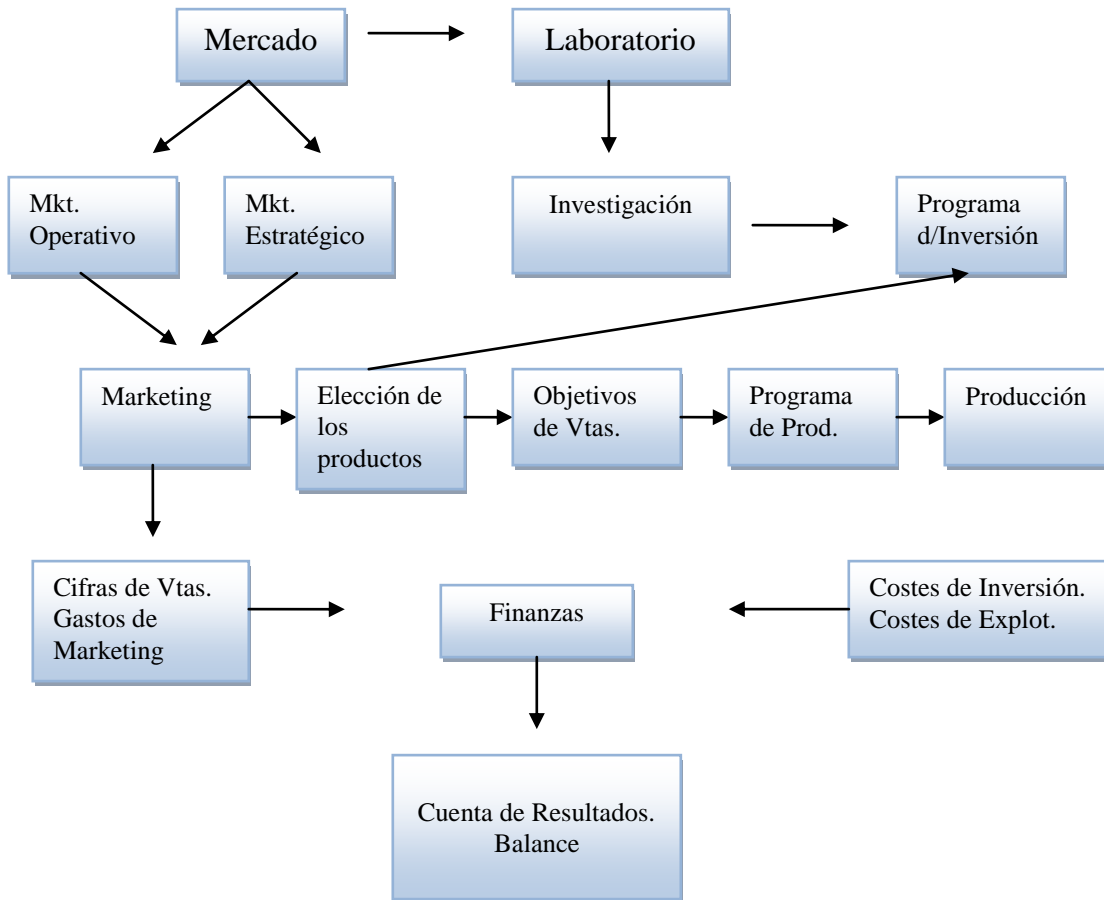 Mercado
Laboratorio
Mkt.
Operativo
Mkt.
Estratégico
Investigación
Programa
d/Inversión
Marketing
Elección de
los
productos
Objetivos
de Vtas.
Programa
de Prod.
Producción
Cifras de Vtas.
Gastos de
Marketing
Finanzas
Costes de Inversión.
Costes de Explot.
Cuenta de Resultados.
Balance